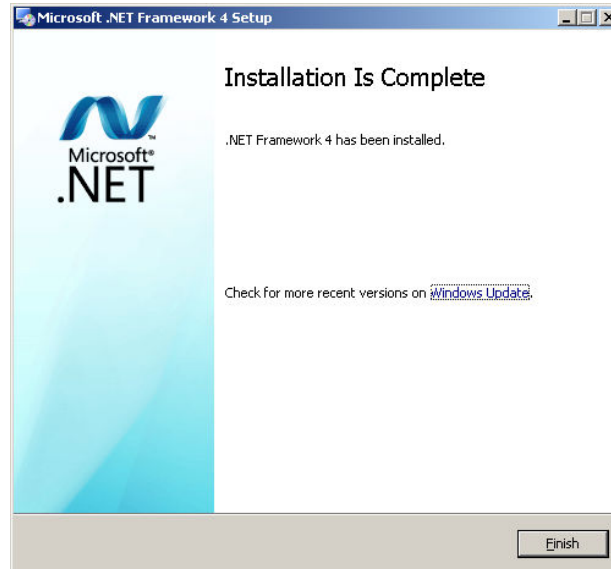 Microsoft .NET Framework 4 Setup
Installation Is Complete
Microsoft®
.NET
™
.NET Framework 4 has been installed.
Check for more recent versions on Windows Update.
Finish